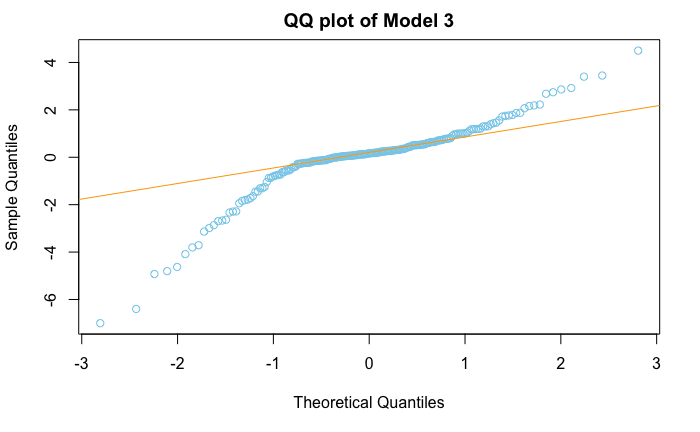 QQ plot of Model 3
4
2
0
-2
-4
-6
Sample Quantiles
-3 -2 -1 0 1 2 3
Theoretical Quantiles